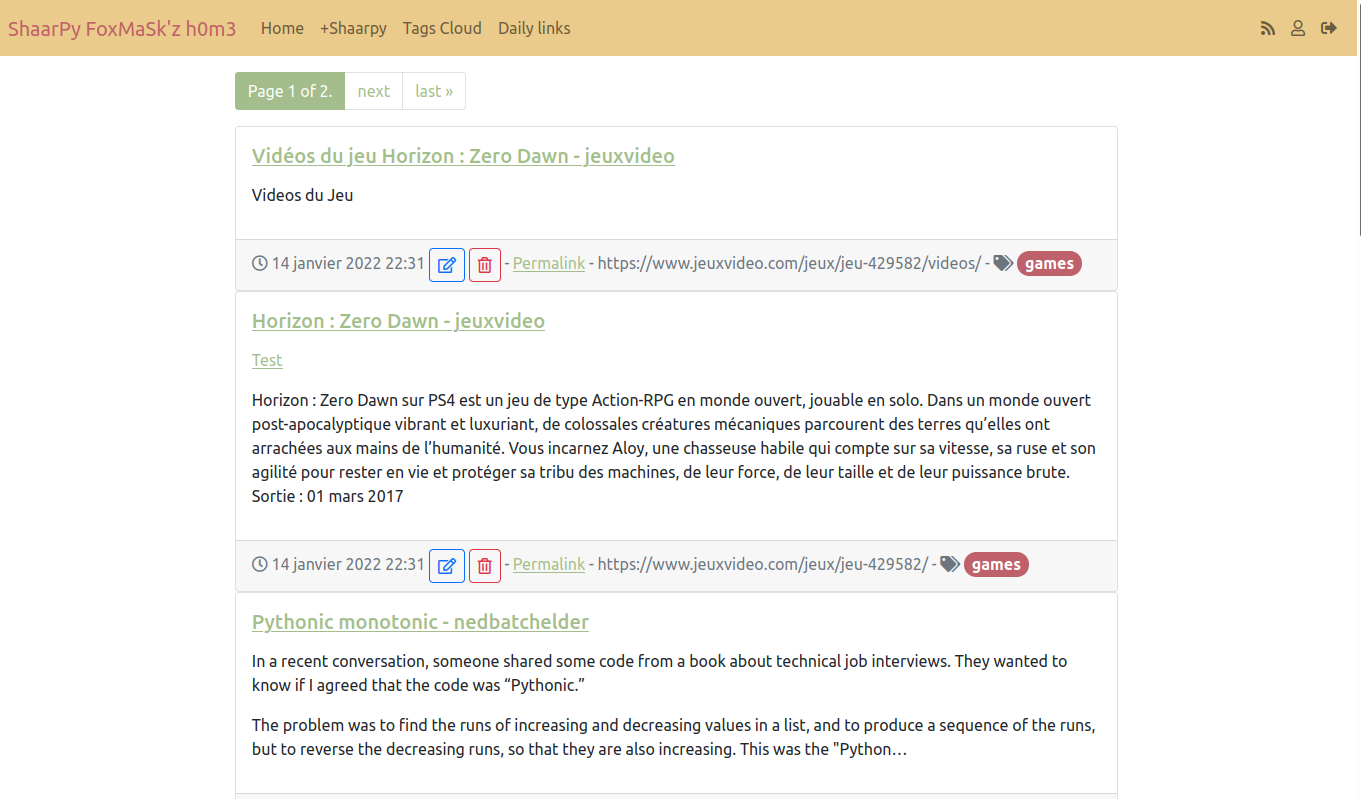 ShaarPy FoxMaSk'z h0m3 Home +Shaarpy Tags Cloud Daily links
Page 1 of 2. next last »
Vidéos du jeu Horizon : Zero Dawn - jeuxvideo
Videos du Jeu
14 janvier 2022 22:31 - Permalink - https://www.jeuxvideo.com/jeux/jeu-429582/videos/ - games
Horizon : Zero Dawn - jeuxvideo
Test
Horizon : Zero Dawn sur PS4 est un jeu de type Action-RPG en monde ouvert, jouable en solo. Dans un monde ouvert
post-apocalyptique vibrant et luxuriant, de colossales créatures mécaniques parcourent des terres qu’elles ont
arrachées aux mains de l’humanité. Vous incarnez Aloy, une chasseuse habile qui compte sur sa vitesse, sa ruse et son
agilité pour rester en vie et protéger sa tribu des machines, de leur force, de leur taille et de leur puissance brute.
Sortie : 01 mars 2017
14 janvier 2022 22:31 - Permalink - https://www.jeuxvideo.com/jeux/jeu-429582/ - games
Pythonic monotonic - nedbatchelder
In a recent conversation, someone shared some code from a book about technical job interviews. They wanted to
know if I agreed that the code was “Pythonic.”
The problem was to find the runs of increasing and decreasing values in a list, and to produce a sequence of the runs,
but to reverse the decreasing runs, so that they are also increasing. This was the "Python…